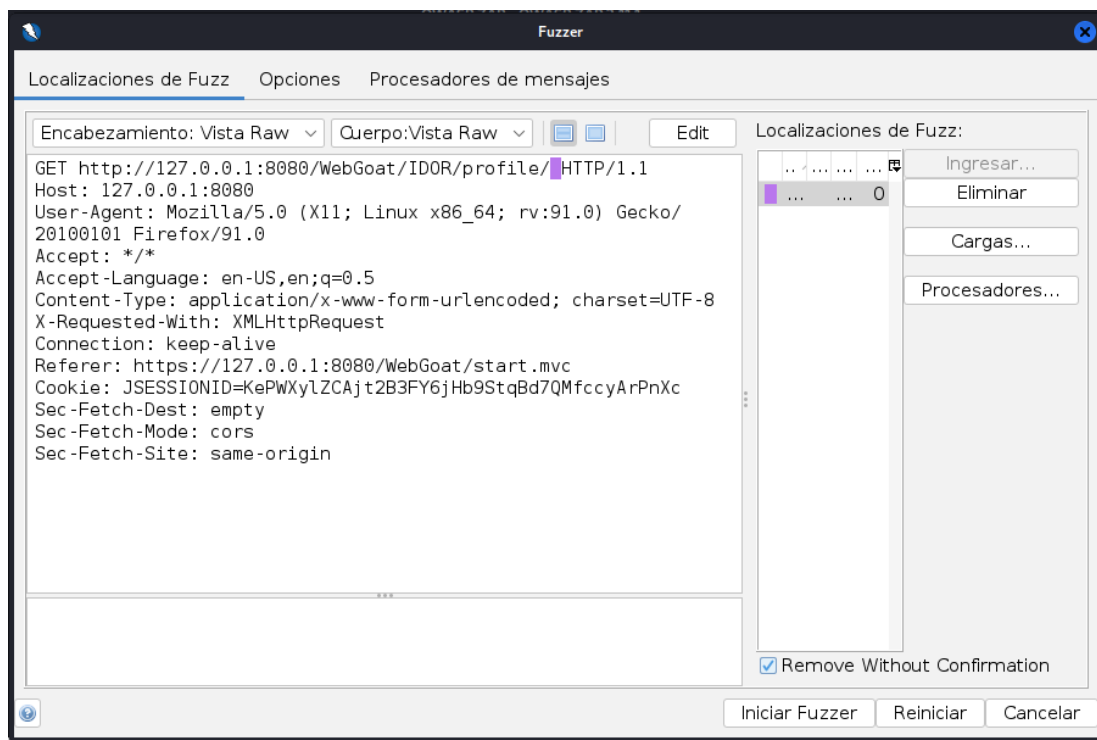 Fuzzer
Localizaciones de Fuzz Opciones Procesadores de mensajes
Encabezamiento: Vista Raw Cuerpo:Vista Raw Edit
GET http://127.0.0.1:8080/WebGoat/IDOR/profile/ HTTP/1.1
Host: 127.0.0.1:8080
User-Agent: Mozilla/5.0 (X11; Linux x86_64; rv:91.0) Gecko/
20100101 Firefox/91.0
Accept: */*
Accept-Language: en-US,en;q=0.5
Content-Type: application/x-www-form-urlencoded; charset=UTF-8
X-Requested-With: XMLHttpRequest
Connection: keep-alive
Referer: https://127.0.0.1:8080/WebGoat/start.mvc
Cookie: JSESSIONID=KePWXylZCAjt2B3FY6jHb9StqBd7QMfccyArPnXc
Sec-Fetch-Dest: empty
Sec-Fetch-Mode: cors
Sec-Fetch-Site: same-origin
Localizaciones de Fuzz:
.. ... ... ...
... ... 0
Ingresar...
Eliminar
Cargas...
Procesadores...
Remove Without Confirmation
Iniciar Fuzzer Reiniciar Cancelar